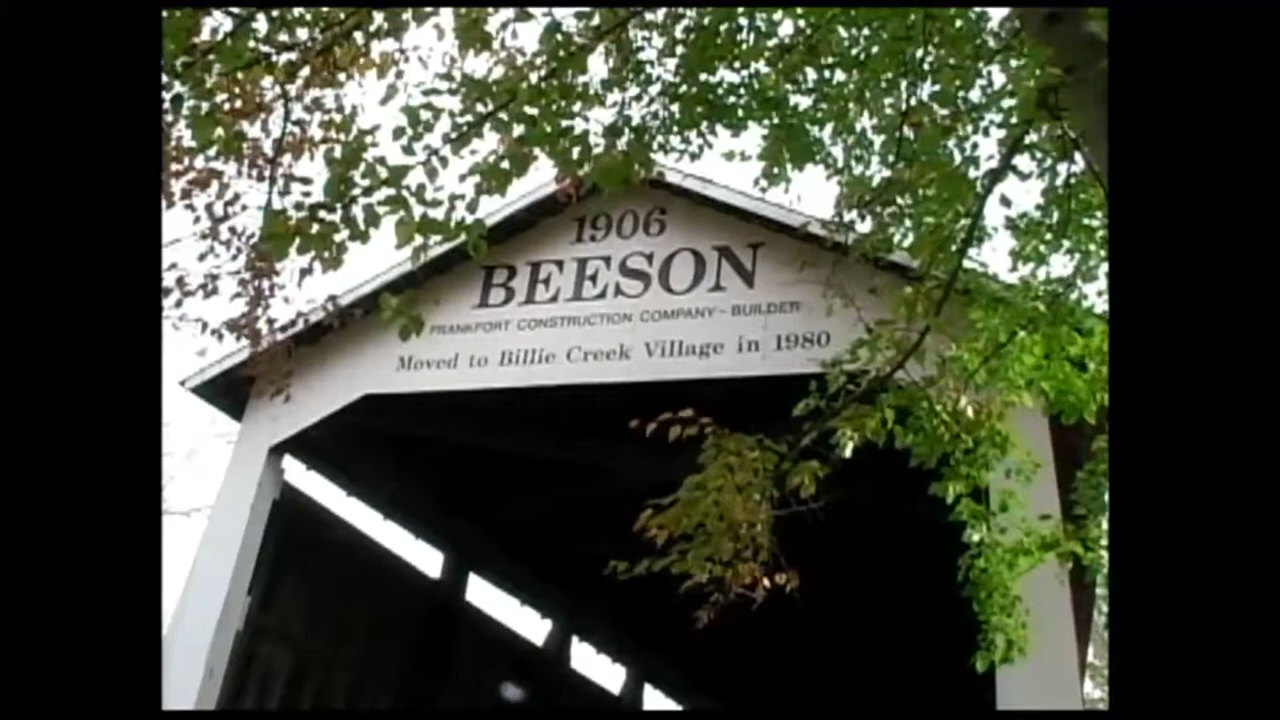 1906
BEESON
FRANKFORT CONSTRUCTION COMPANY - BUILDER
Moved to Billie Creek Village in 1980